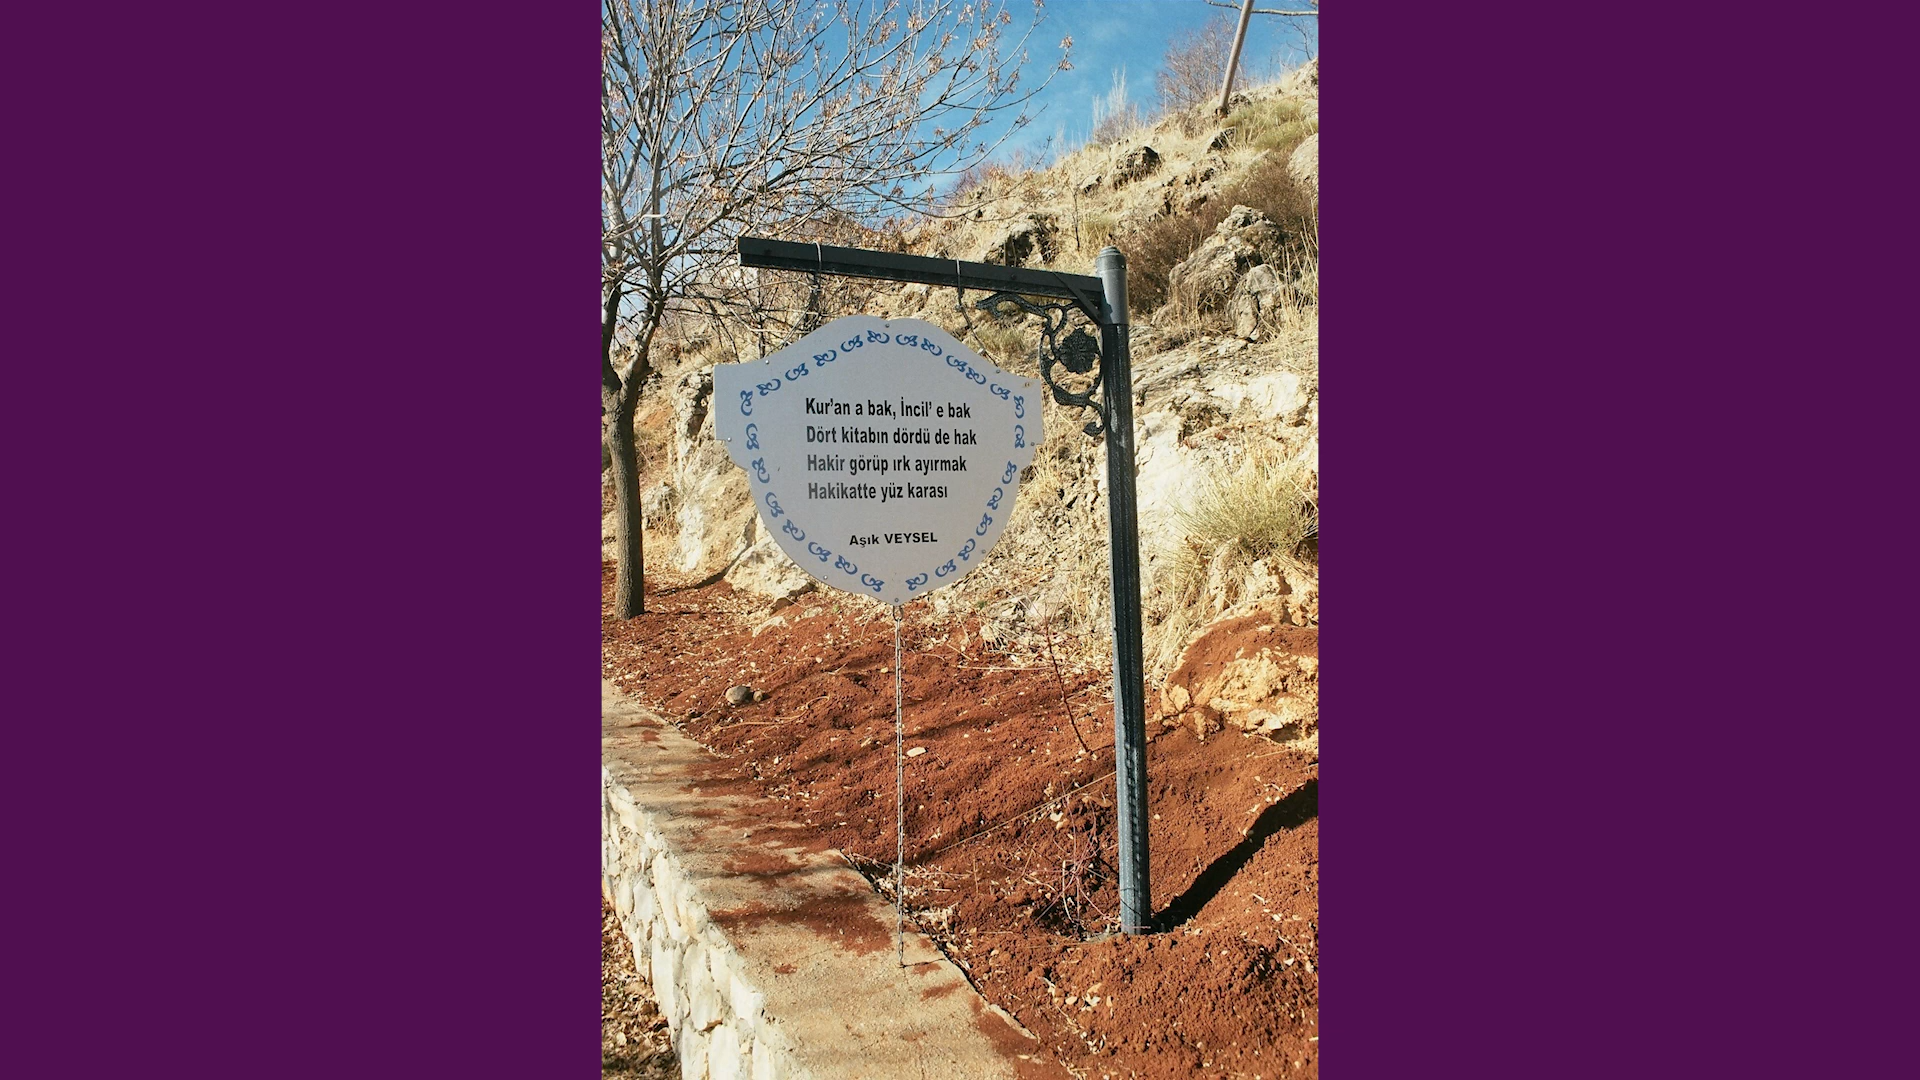 Kur'an a bak, İncil' e bak
Dört kitabın dördü de hak
Hakir görüp ırk ayırmak
Hakikatte yüz karası
Aşık VEYSEL